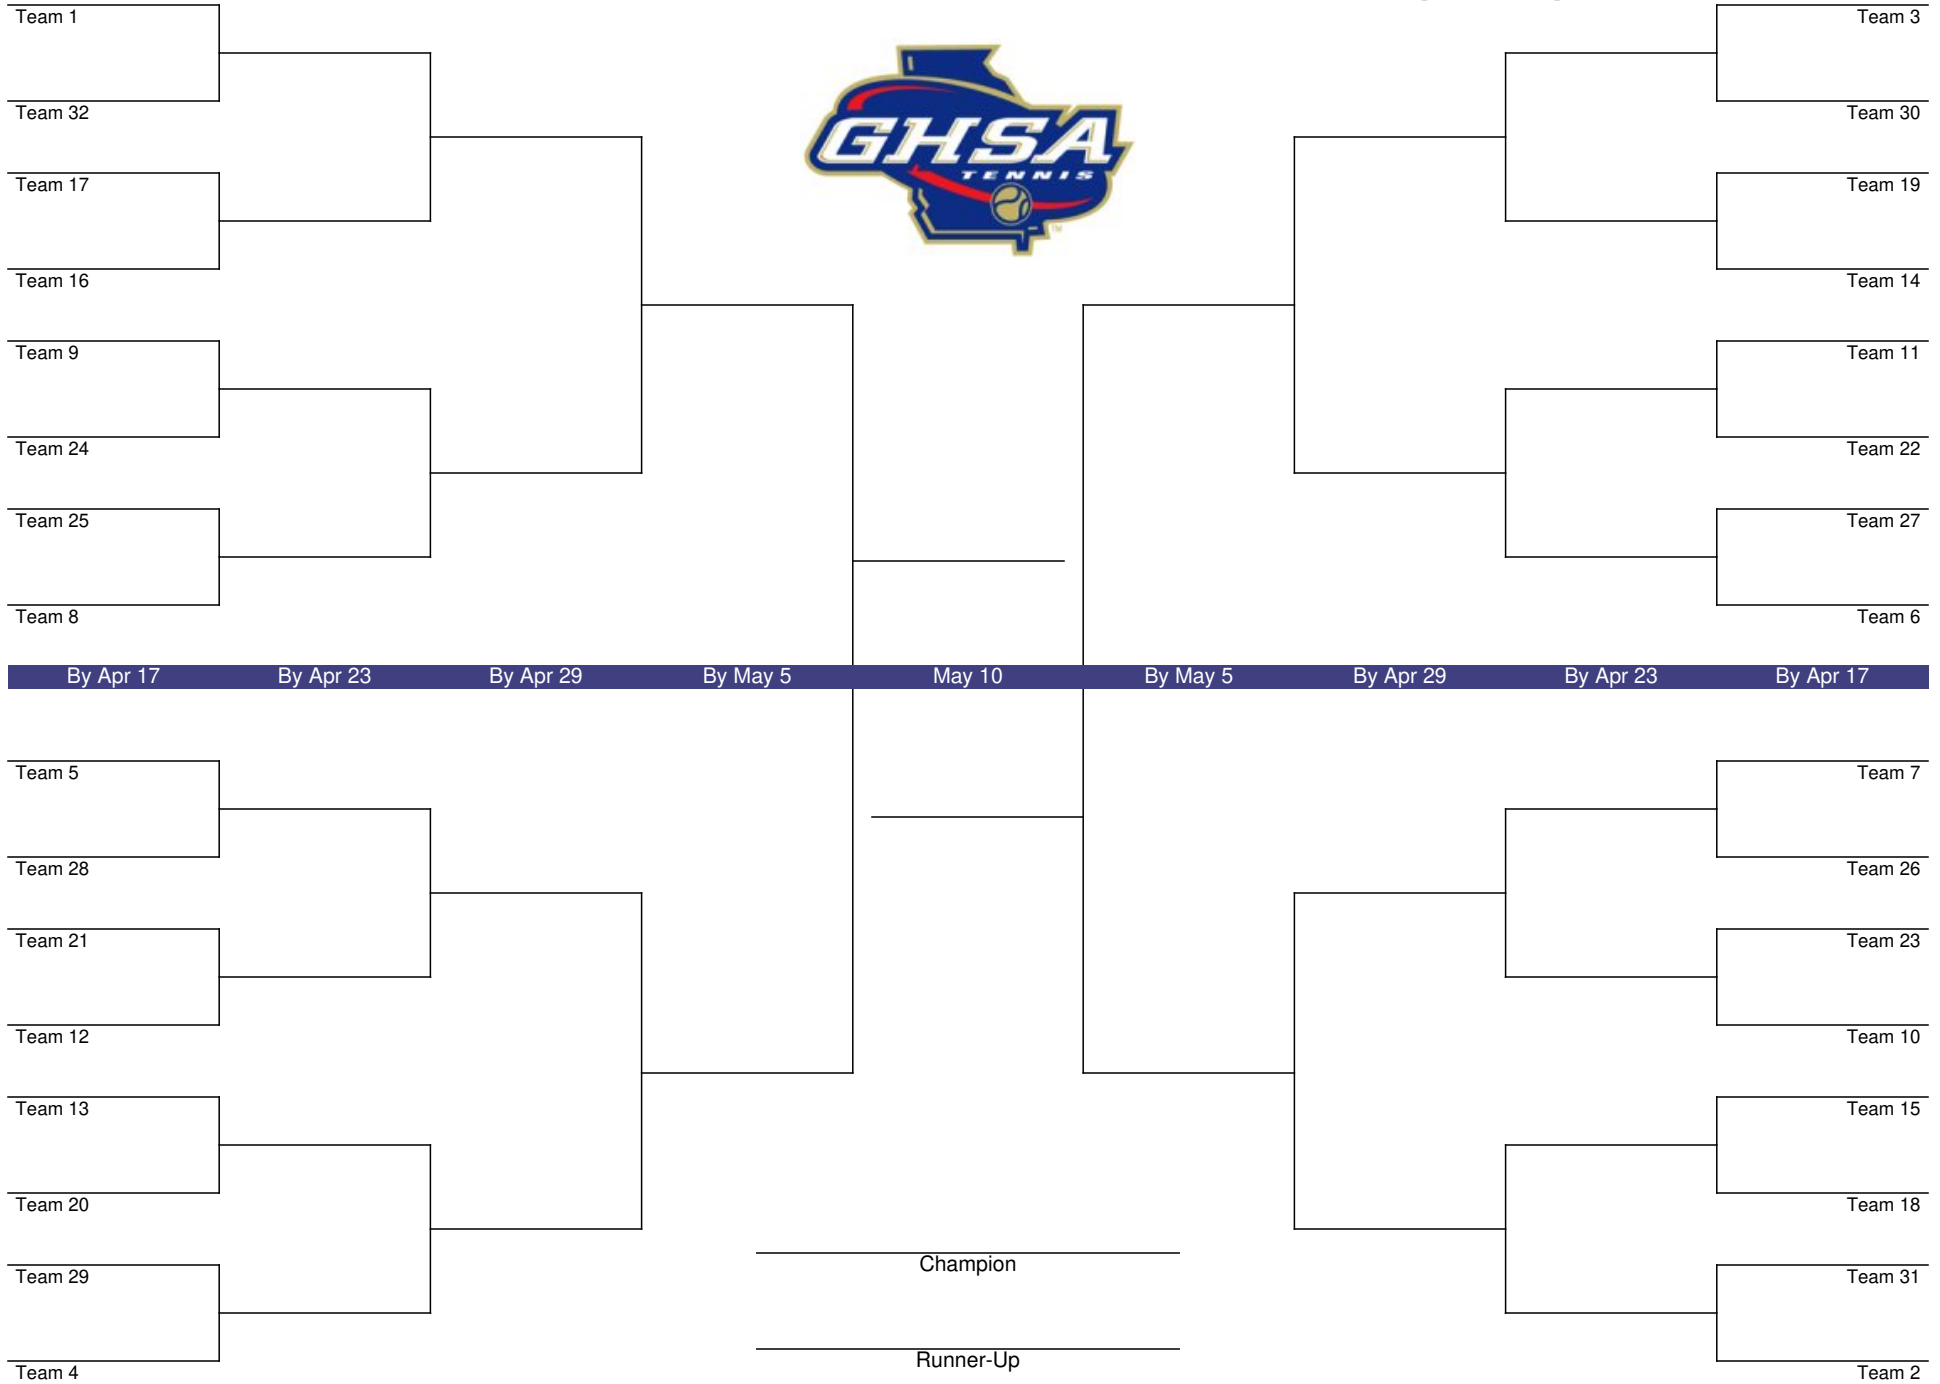 Team 1
Team 3
Team 32
Team 30
GHSA
TENNIS
TM
Team 17
Team 19
Team 16
Team 14
Team 9
Team 11
Team 24
Team 22
Team 25
Team 27
Team 8
Team 6
By Apr 17 By Apr 23 By Apr 29 By May 5 May 10 By May 5 By Apr 29 By Apr 23 By Apr 17
Team 5
Team 7
Team 28
Team 26
Team 21
Team 23
Team 12
Team 10
Team 13
Team 15
Team 20
Team 18
Champion
Team 29
Team 31
Runner-Up
Team 4
Team 2